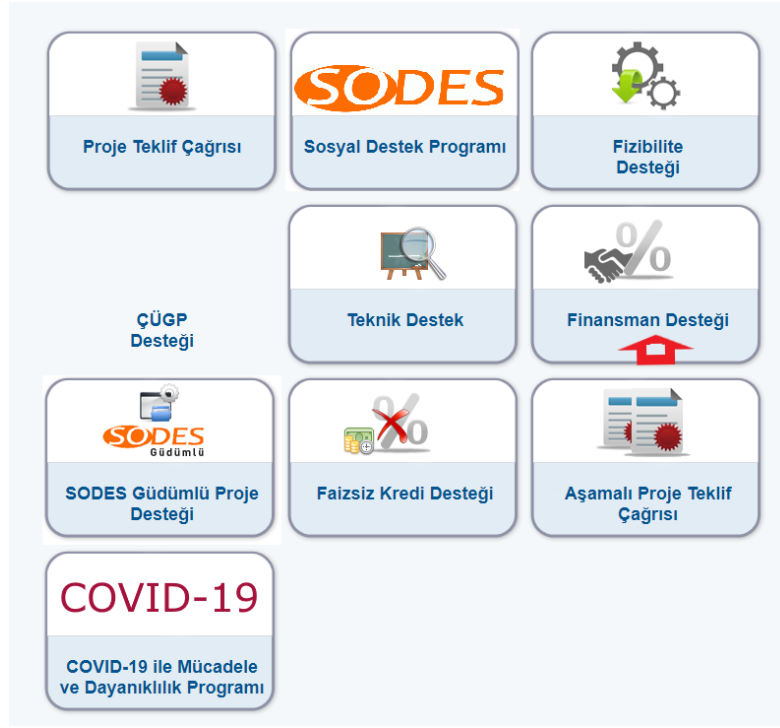 Proje Teklif Çağrısı
SODES
Sosyal Destek Programı
Fizibilite
Desteği
ÇÜGP
Desteği
Teknik Destek
%
Finansman Desteği
SODES
Güdümlü
SODES Güdümlü Proje
Desteği
%
Faizsiz Kredi Desteği
Aşamalı Proje Teklif
Çağrısı
COVID-19
COVID-19 ile Mücadele
ve Dayanıklılık Programı